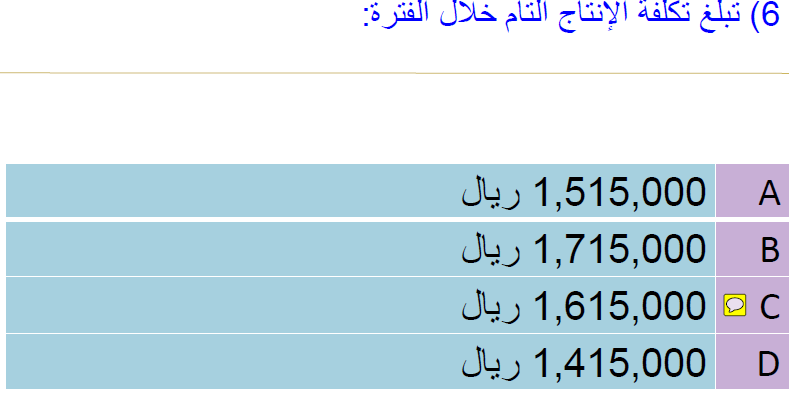 6) تبلغ تكلفة الإنتاج التام خلال الفترة:
A 1,515,000 ريال
B 1,715,000 ريال
C 1,615,000 ريال
D 1,415,000 ريال